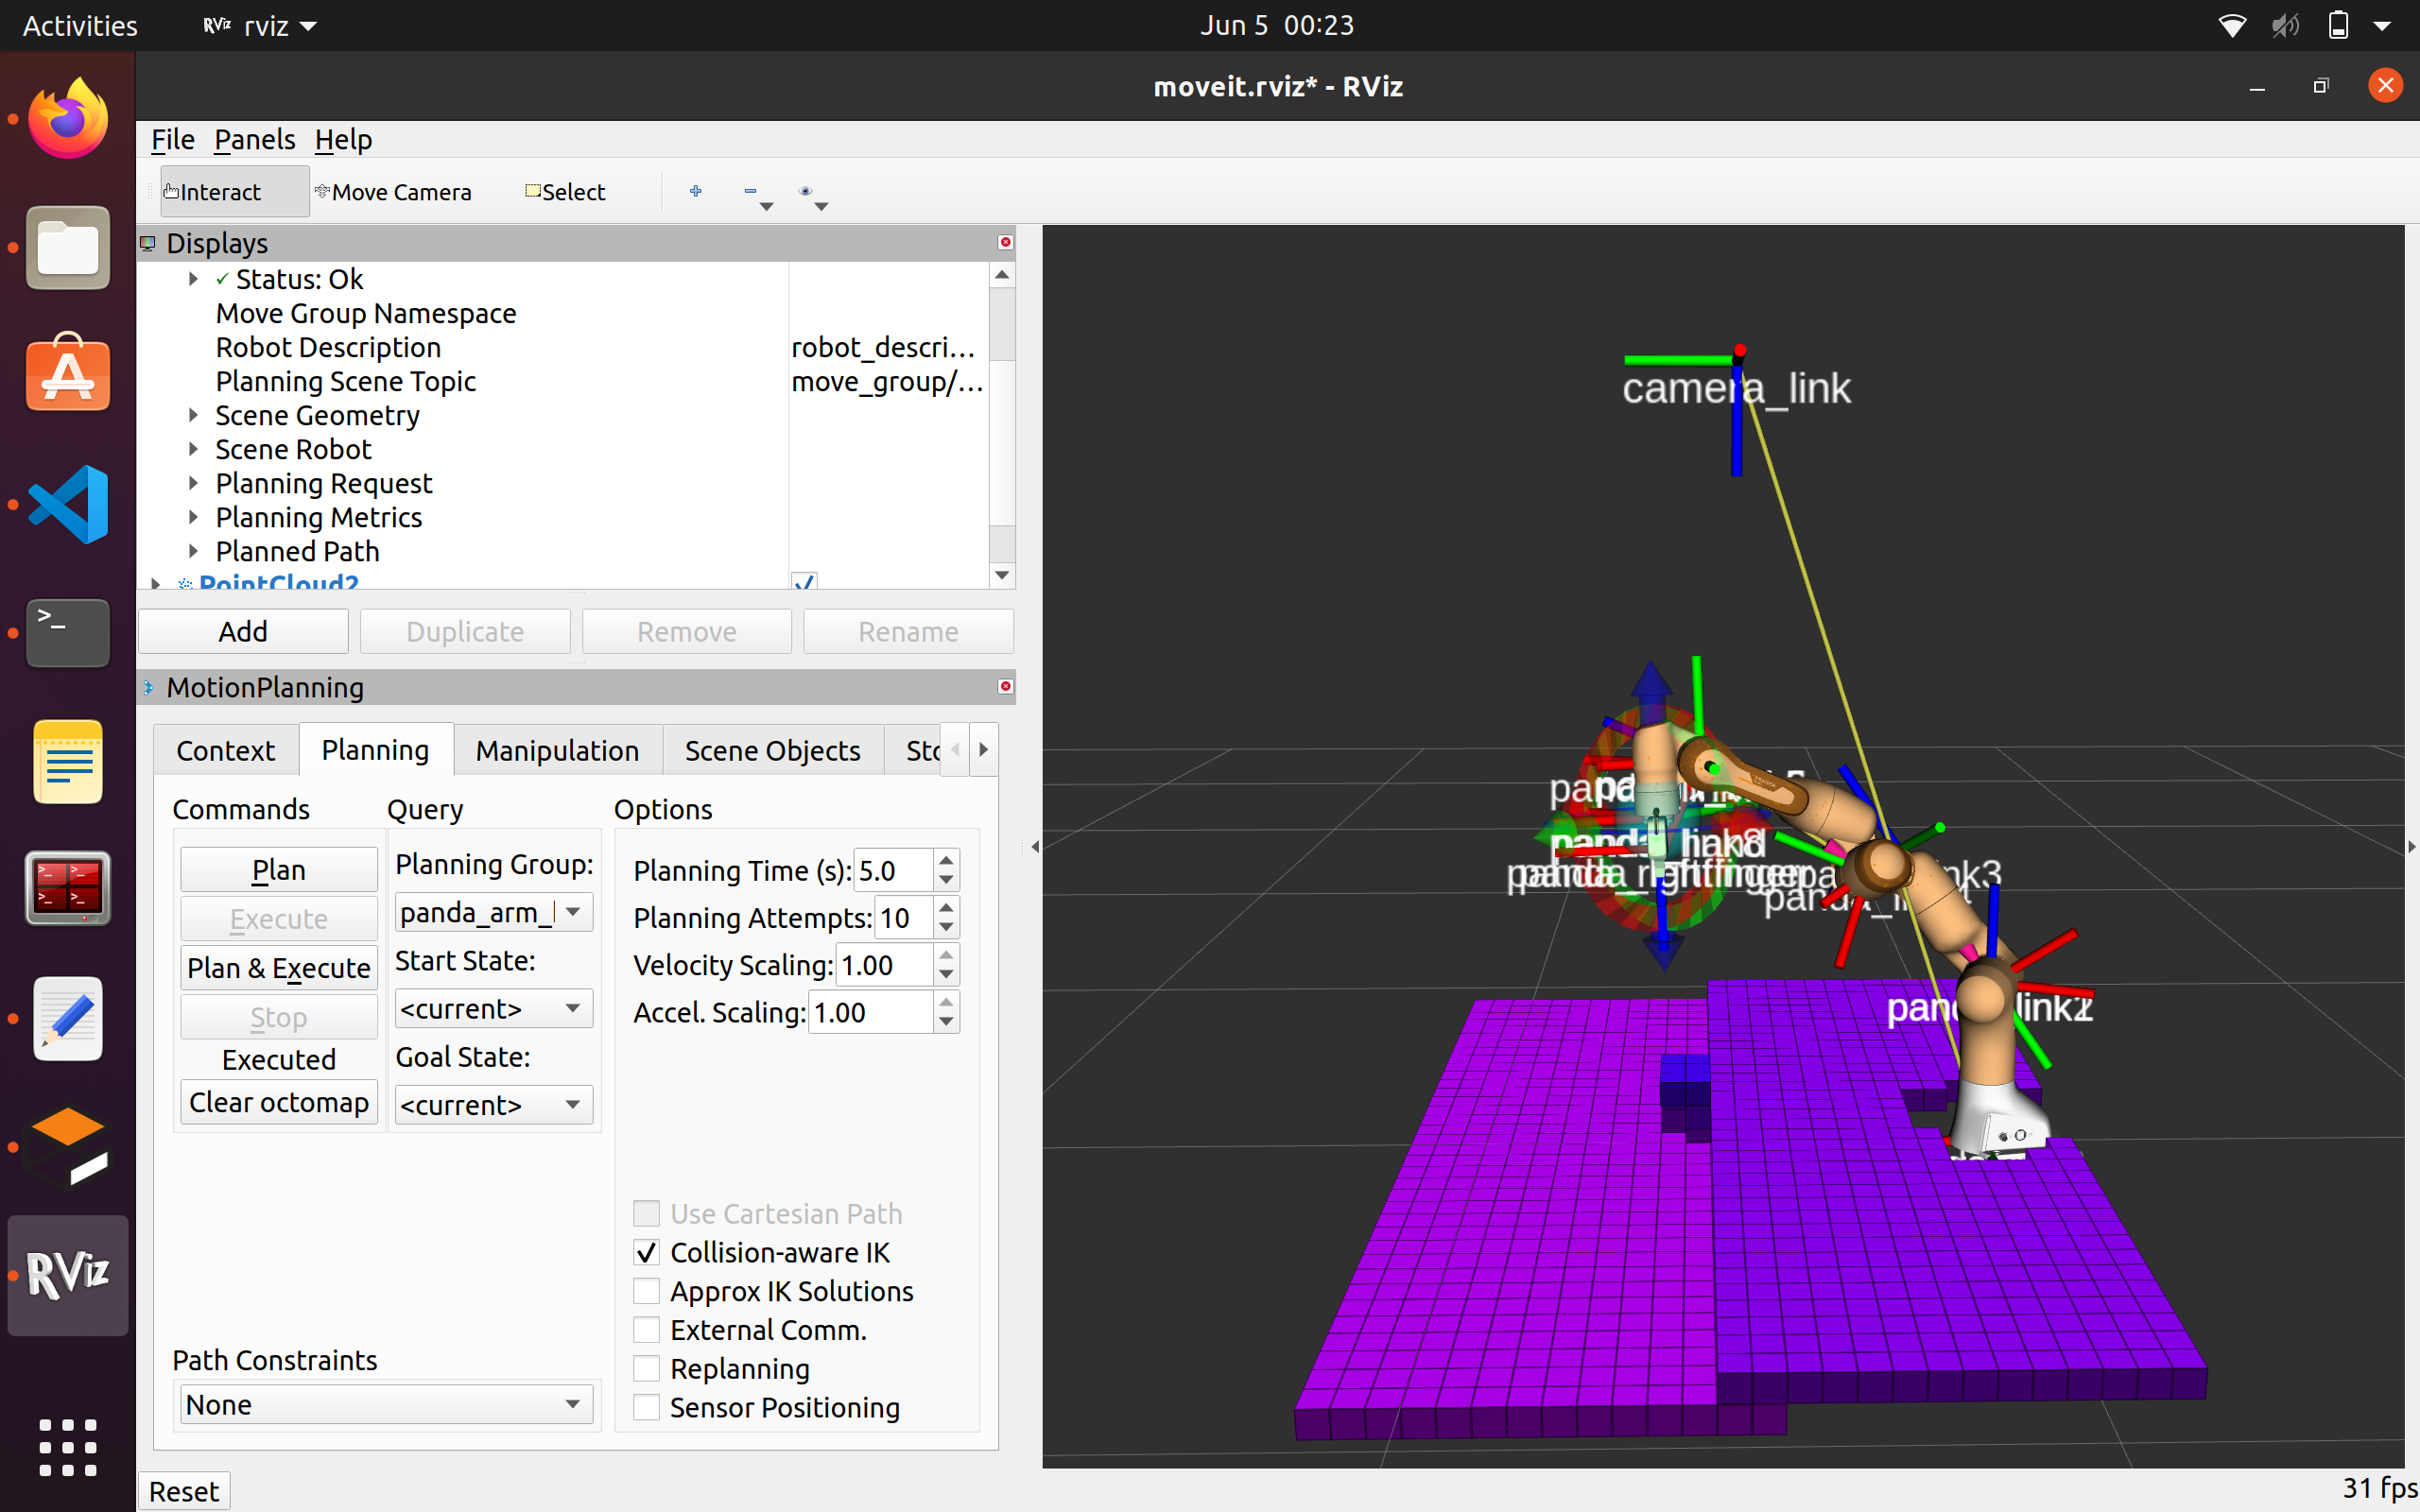 Activities
RViz rviz
Jun 5 00:23
moveit.rviz* - RViz
File Panels Help
Interact Move Camera Select
Displays
Status: Ok
Move Group Namespace
Robot Description robot_descri...
Planning Scene Topic move_group/...
Scene Geometry
Scene Robot
Planning Request
Planning Metrics
Planned Path
PointCloud2
Add Duplicate Remove Rename
MotionPlanning
Context Planning Manipulation Scene Objects Sto
Commands Query Options
Plan
Execute
Plan & Execute
Stop
Executed
Clear octomap
Planning Group:
panda_arm_
Start State:
<current>
Goal State:
<current>
Planning Time (s): 5.0
Planning Attempts: 10
Velocity Scaling: 1.00
Accel. Scaling: 1.00
Use Cartesian Path
Collision-aware IK
Approx IK Solutions
External Comm.
Replanning
Sensor Positioning
Path Constraints
None
Reset
RViz
camera_link
31 fps